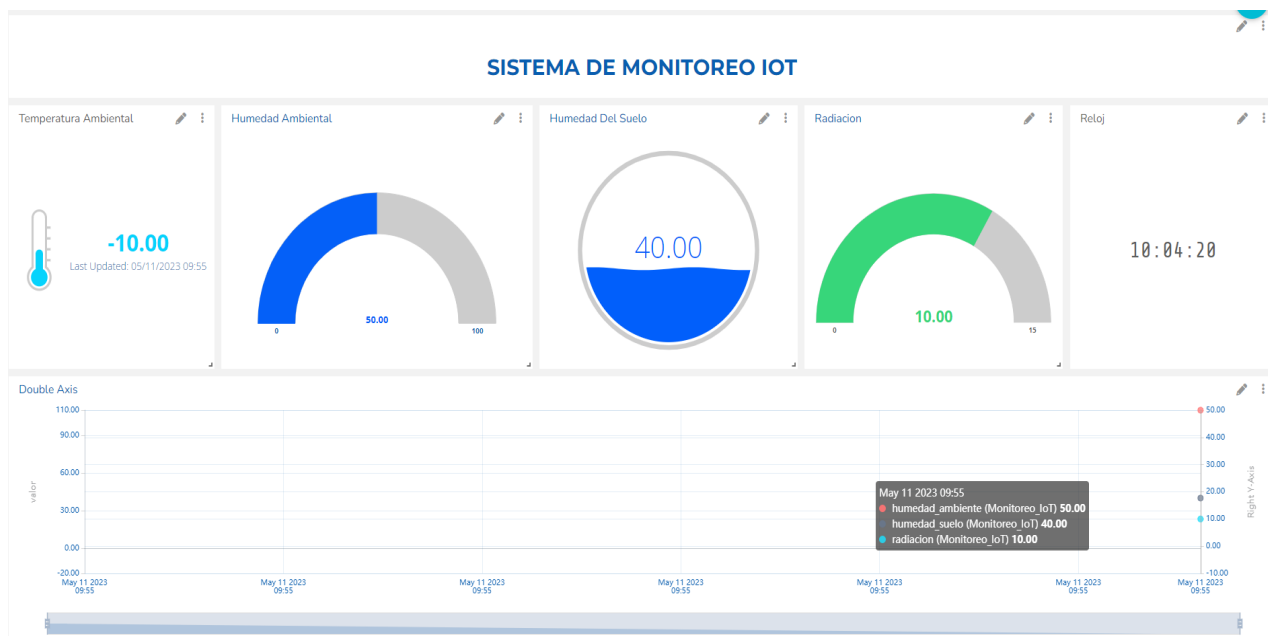 SISTEMA DE MONITOREO IOT
Temperatura Ambiental
-10.00
Last Updated: 05/11/2023 09:55
Humedad Ambiental
50.00
0
100
Humedad Del Suelo
40.00
Radiacion
10.00
0
15
Reloj
10:04:20
Double Axis
110.00
90.00
60.00
30.00
0.00
-20.00
valor
50.00
40.00
30.00
20.00
10.00
0.00
-10.00
Right Y-Axis
May 11 2023 09:55
humedad_ambiente (Monitoreo_IoT) 50.00
humedad_suelo (Monitoreo_IoT) 40.00
radiacion (Monitoreo_IoT) 10.00
May 11 2023
09:55
May 11 2023
09:55
May 11 2023
09:55
May 11 2023
09:55
May 11 2023
09:55
May 11 2023
09:55
May 11 2023
09:55